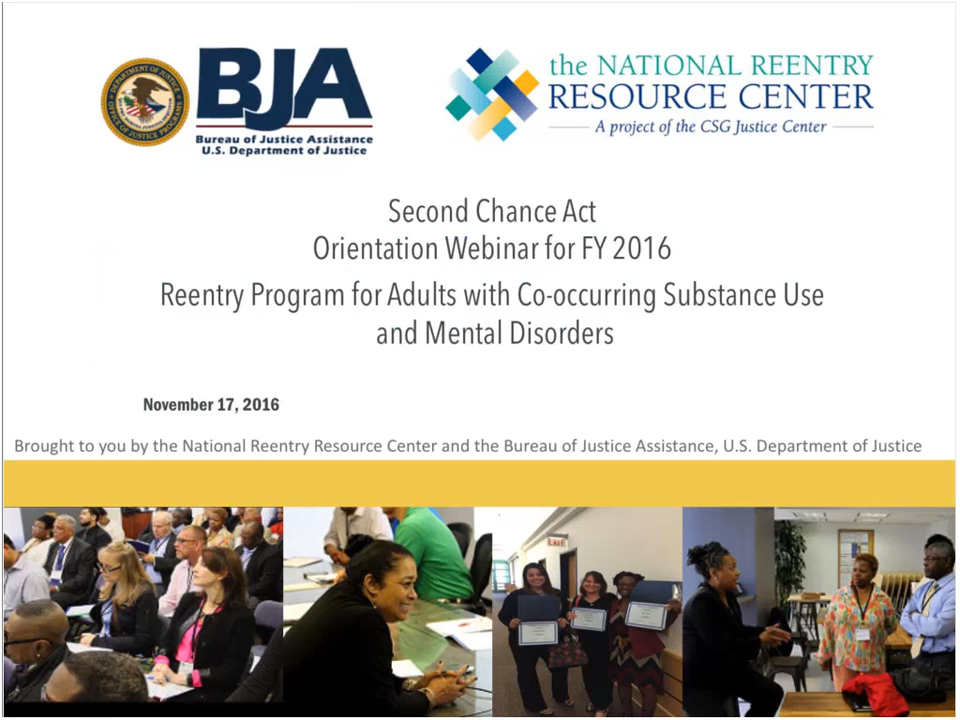 BJA
Bureau of Justice Assistance
U.S. Department of Justice
the NATIONAL REENTRY
RESOURCE CENTER
A project of the CSG Justice Center
Second Chance Act
Orientation Webinar for FY 2016
Reentry Program for Adults with Co-occurring Substance Use
and Mental Disorders
November 17, 2016
Brought to you by the National Reentry Resource Center and the Bureau of Justice Assistance, U.S. Department of Justice
EXIT